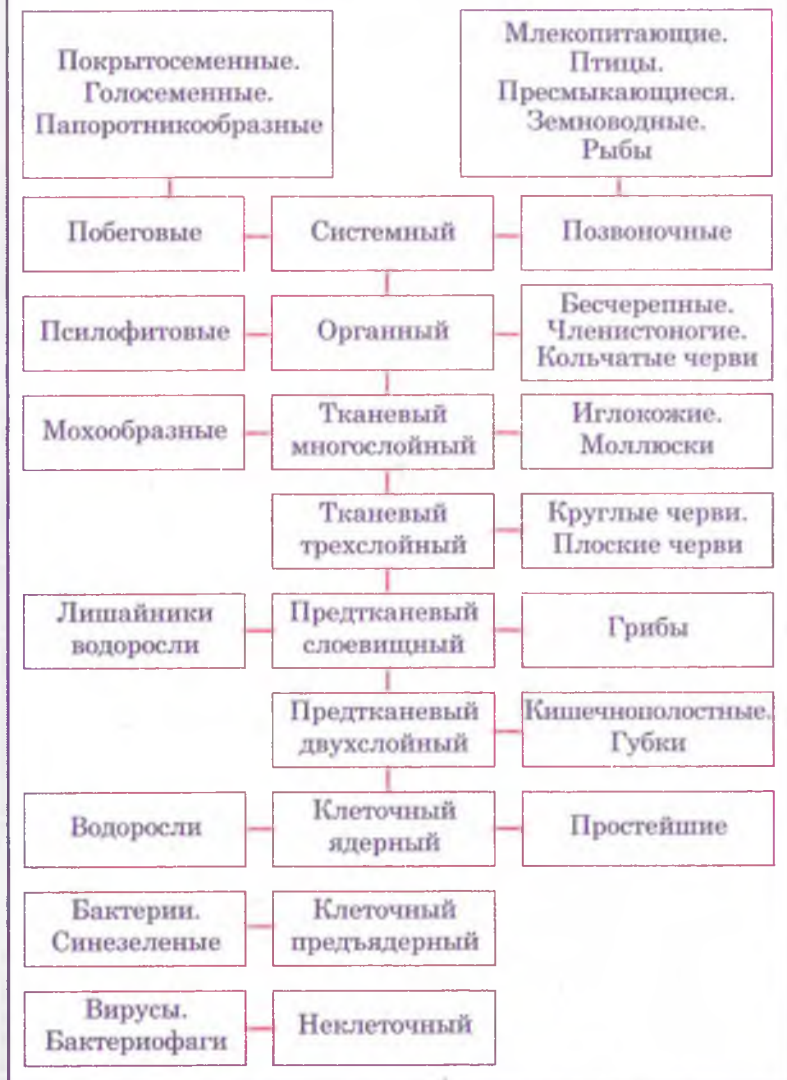 Покрытосеменные.
Голосеменные.
Папоротникообразные
Млекопитающие.
Птицы.
Пресмыкающиеся.
Земноводные.
Рыбы
Побеговые
Системный
Позвоночные
Псилофитовые
Органный
Бесчерепные.
Членистоногие.
Кольчатые черви
Мохообразные
Тканевый
многослойный
Иглокожие.
Моллюски
Тканевый
трехслойный
Круглые черви.
Плоские черви
Лишайники
водоросли
Предтканевый
слоевищный
Грибы
Предтканевый
двухслойный
Кишечнополостные.
Губки
Водоросли
Клеточный
ядерный
Простейшие
Бактерии.
Синезеленые
Клеточный
предъядерный
Вирусы.
Бактериофаги
Неклеточный